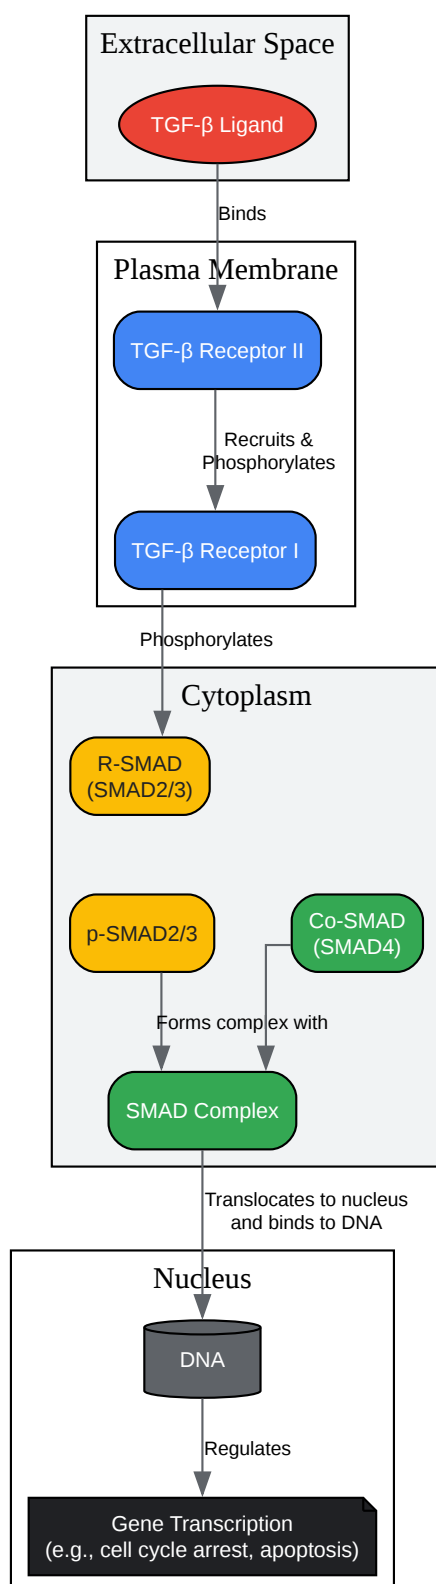 Extracellular Space
TGF-β Ligand
Binds
Plasma Membrane
TGF-β Receptor II
Recruits &
Phosphorylates
TGF-β Receptor I
Phosphorylates
Cytoplasm
R-SMAD
(SMAD2/3)
p-SMAD2/3
Co-SMAD
(SMAD4)
Forms complex with
SMAD Complex
Translocates to nucleus
and binds to DNA
Nucleus
DNA
Regulates
Gene Transcription
(e.g., cell cycle arrest, apoptosis)